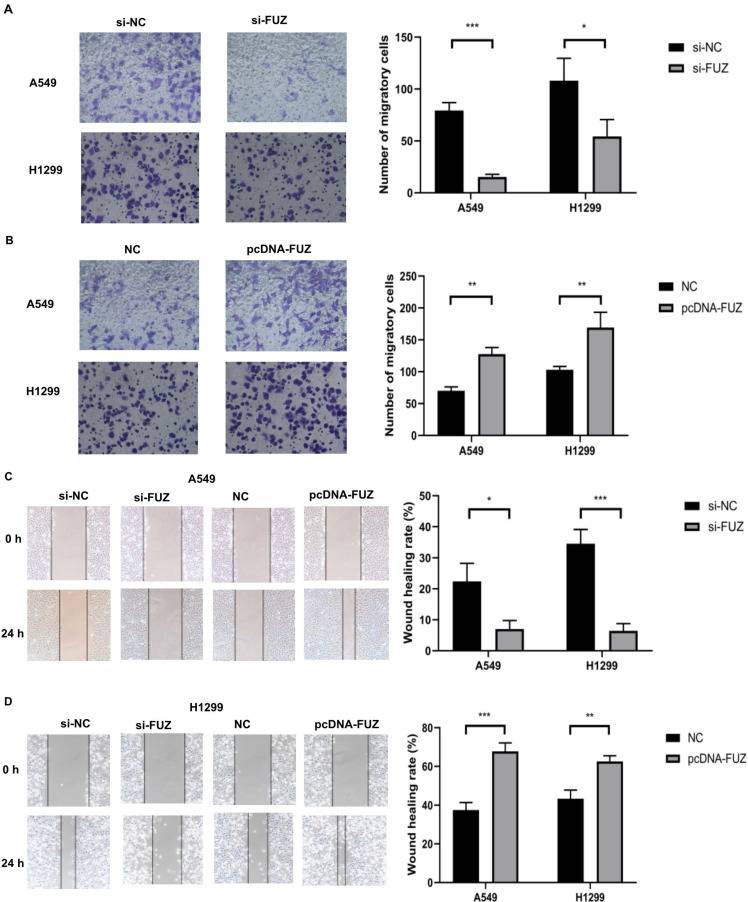 A
si-NC
si-FUZ
A549
H1299
Number of migratory cells
150
100
50
0
***
*
A549
H1299
si-NC
si-FUZ
B
NC
pcDNA-FUZ
A549
H1299
Number of migratory cells
250
200
150
100
50
0
**
**
A549
H1299
NC
pcDNA-FUZ
C
A549
si-NC
si-FUZ
NC
pcDNA-FUZ
0 h
24 h
Wound healing rate (%)
50
40
30
20
10
0
*
***
A549
H1299
si-NC
si-FUZ
D
H1299
si-NC
si-FUZ
NC
pcDNA-FUZ
0 h
24 h
Wound healing rate (%)
80
60
40
20
0
***
**
A549
H1299
NC
pcDNA-FUZ